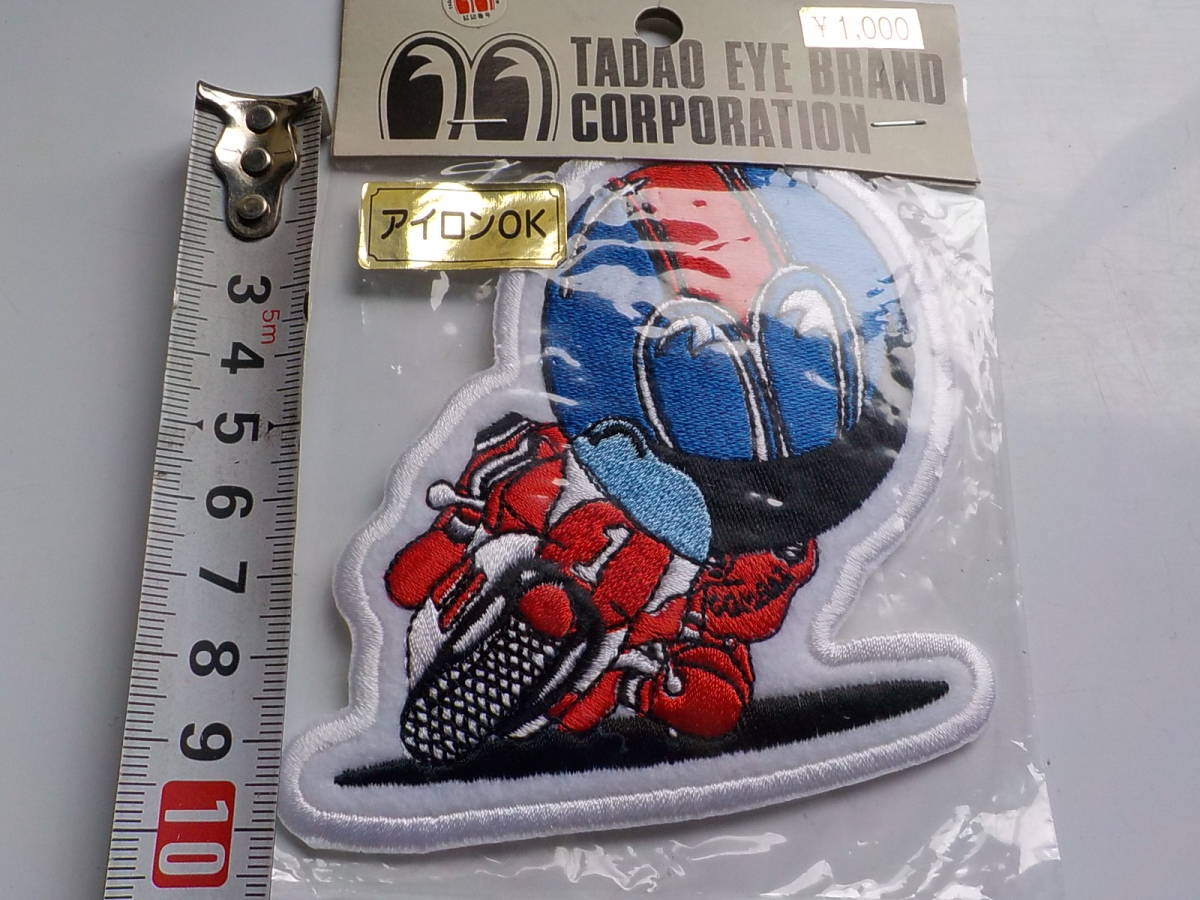 ¥1,000
TADAO EYE BRAND
CORPORATION
アイロンOK
3
5m
4
5
6
7
8
9
10
1